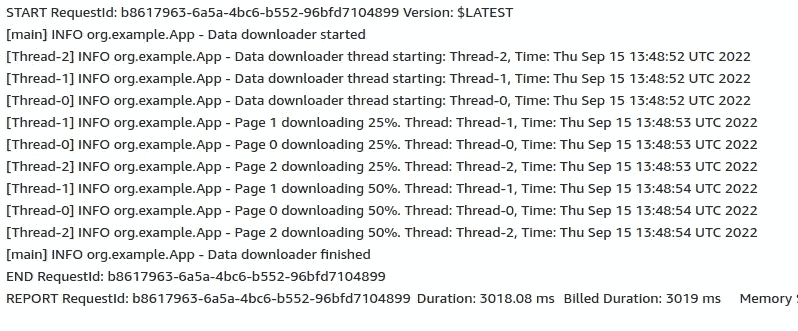 START RequestId: b8617963-6a5a-4bc6-b552-96bfd7104899 Version: $LATEST
[main] INFO org.example.App - Data downloader started
[Thread-2] INFO org.example.App - Data downloader thread starting: Thread-2, Time: Thu Sep 15 13:48:52 UTC 2022
[Thread-1] INFO org.example.App - Data downloader thread starting: Thread-1, Time: Thu Sep 15 13:48:52 UTC 2022
[Thread-0] INFO org.example.App - Data downloader thread starting: Thread-0, Time: Thu Sep 15 13:48:52 UTC 2022
[Thread-1] INFO org.example.App - Page 1 downloading 25%. Thread: Thread-1, Time: Thu Sep 15 13:48:53 UTC 2022
[Thread-0] INFO org.example.App - Page 0 downloading 25%. Thread: Thread-0, Time: Thu Sep 15 13:48:53 UTC 2022
[Thread-2] INFO org.example.App - Page 2 downloading 25%. Thread: Thread-2, Time: Thu Sep 15 13:48:53 UTC 2022
[Thread-1] INFO org.example.App - Page 1 downloading 50%. Thread: Thread-1, Time: Thu Sep 15 13:48:54 UTC 2022
[Thread-0] INFO org.example.App - Page 0 downloading 50%. Thread: Thread-0, Time: Thu Sep 15 13:48:54 UTC 2022
[Thread-2] INFO org.example.App - Page 2 downloading 50%. Thread: Thread-2, Time: Thu Sep 15 13:48:54 UTC 2022
[main] INFO org.example.App - Data downloader finished
END RequestId: b8617963-6a5a-4bc6-b552-96bfd7104899
REPORT RequestId: b8617963-6a5a-4bc6-b552-96bfd7104899 Duration: 3018.08 ms Billed Duration: 3019 ms Memory